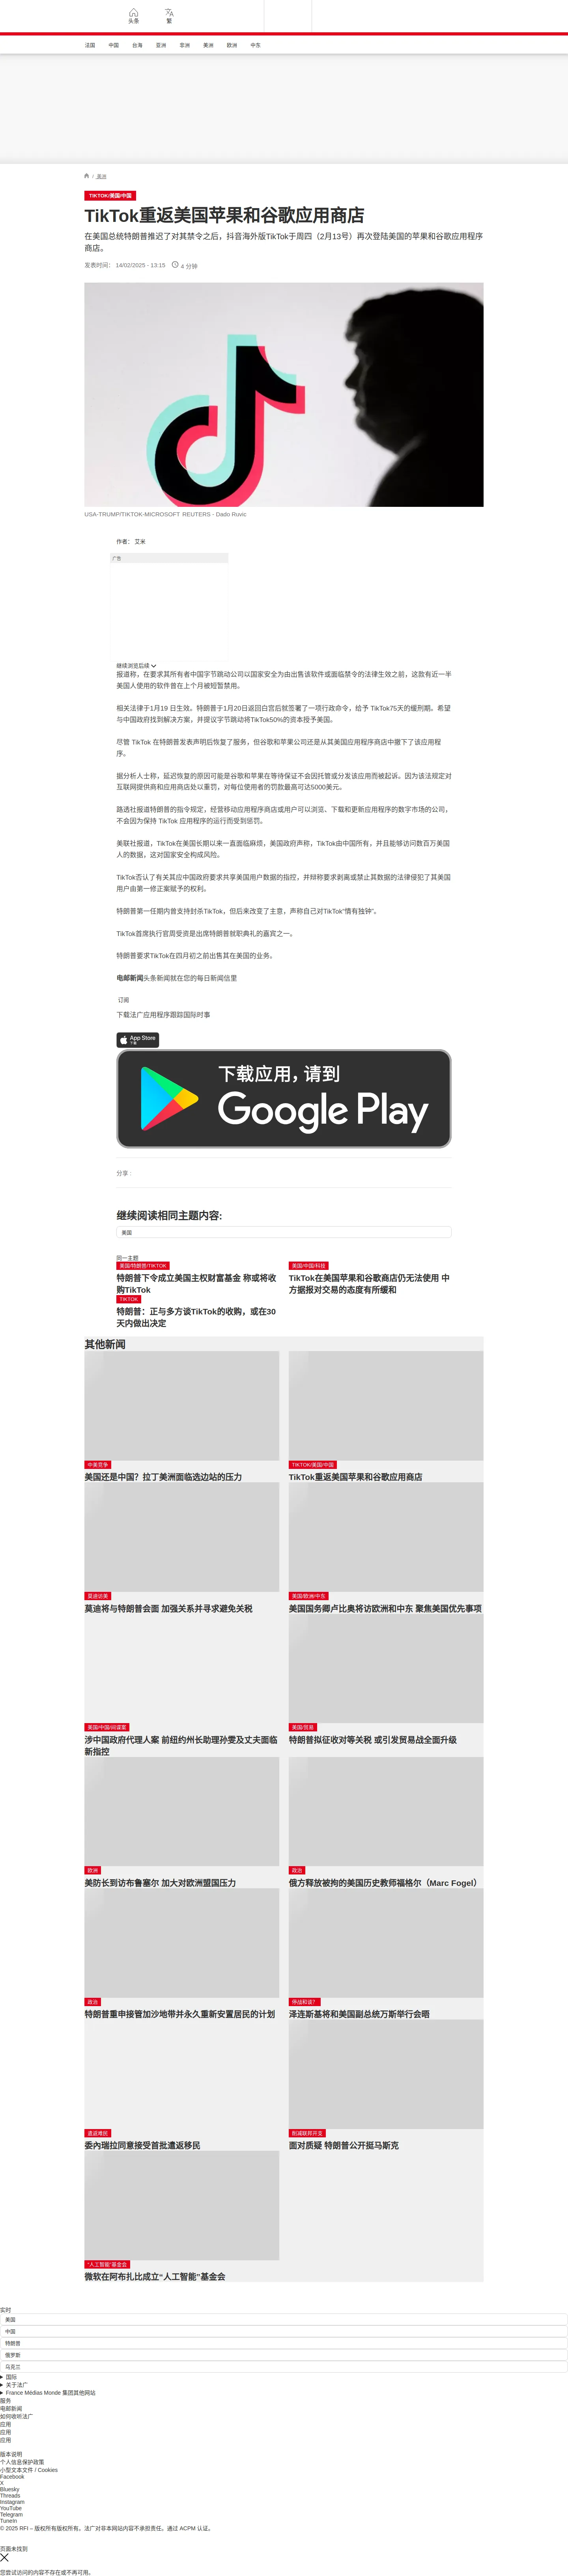 头条
繁
法国 中国 台海 亚洲 非洲 美洲 欧洲 中东
/ 美洲
TIKTOK/美国/中国
TikTok重返美国苹果和谷歌应用商店
在美国总统特朗普推迟了对其禁令之后，抖音海外版TikTok于周四（2月13号）再次登陆美国的苹果和谷歌应用程序
商店。
发表时间： 14/02/2025 - 13:15 4 分钟
USA-TRUMP/TIKTOK-MICROSOFT REUTERS - Dado Ruvic
作者： 艾米
广告
继续浏览后续
报道称，在要求其所有者中国字节跳动公司以国家安全为由出售该软件或面临禁令的法律生效之前，这款有近一半
美国人使用的软件曾在上个月被短暂禁用。
相关法律于1月19 日生效。特朗普于1月20日返回白宫后就签署了一项行政命令，给予 TikTok75天的缓刑期。希望
与中国政府找到解决方案，并提议字节跳动将TikTok50%的资本授予美国。
尽管 TikTok 在特朗普发表声明后恢复了服务，但谷歌和苹果公司还是从其美国应用程序商店中撤下了该应用程
序。
据分析人士称，延迟恢复的原因可能是谷歌和苹果在等待保证不会因托管或分发该应用而被起诉。因为该法规定对
互联网提供商和应用商店处以重罚，对每位使用者的罚款最高可达5000美元。
路透社报道特朗普的指令规定，经营移动应用程序商店或用户可以浏览、下载和更新应用程序的数字市场的公司，
不会因为保持 TikTok 应用程序的运行而受到惩罚。
美联社报道，TikTok在美国长期以来一直面临麻烦，美国政府声称，TikTok由中国所有，并且能够访问数百万美国
人的数据，这对国家安全构成风险。
TikTok否认了有关其应中国政府要求共享美国用户数据的指控，并辩称要求剥离或禁止其数据的法律侵犯了其美国
用户由第一修正案赋予的权利。
特朗普第一任期内曾支持封杀TikTok，但后来改变了主意，声称自己对TikTok“情有独钟”。
TikTok首席执行官周受资是出席特朗普就职典礼的嘉宾之一。
特朗普要求TikTok在四月初之前出售其在美国的业务。
电邮新闻头条新闻就在您的每日新闻信里
订阅
下载法广应用程序跟踪国际时事
App Store
下载
下载应用，请到
Google Play
分享 :
继续阅读相同主题内容:
美国
同一主题
美国/特朗普/TIKTOK
特朗普下令成立美国主权财富基金 称或将收
购TikTok
美国/中国/科技
TikTok在美国苹果和谷歌商店仍无法使用 中
方据报对交易的态度有所缓和
TIKTOK
特朗普：正与多方谈TikTok的收购，或在30
天内做出决定
其他新闻
中美竞争
美国还是中国？拉丁美洲面临选边站的压力
TIKTOK/美国/中国
TikTok重返美国苹果和谷歌应用商店
莫迪访美
莫迪将与特朗普会面 加强关系并寻求避免关税
美国/欧洲/中东
美国国务卿卢比奥将访欧洲和中东 聚焦美国优先事项
美国/中国/间谍案
涉中国政府代理人案 前纽约州长助理孙雯及丈夫面临
新指控
美国/贸易
特朗普拟征收对等关税 或引发贸易战全面升级
欧洲
美防长到访布鲁塞尔 加大对欧洲盟国压力
政治
俄方释放被拘的美国历史教师福格尔（Marc Fogel）
政治
特朗普重申接管加沙地带并永久重新安置居民的计划
停战和谈？
泽连斯基将和美国副总统万斯举行会晤
遣返难民
委内瑞拉同意接受首批遣返移民
削减联邦开支
面对质疑 特朗普公开挺马斯克
“人工智能”基金会
微软在阿布扎比成立“人工智能”基金会
实时
美国
中国
特朗普
俄罗斯
乌克兰
国际
关于法广
France Médias Monde 集团其他网站
服务
电邮新闻
如何收听法广
应用
应用
应用
版本说明
个人信息保护政策
小型文本文件 / Cookies
Facebook
X
Bluesky
Threads
Instagram
YouTube
Telegram
TuneIn
© 2025 RFI – 版权所有版权所有。法广对非本网站内容不承担责任。通过 ACPM 认证。
页面未找到
您尝试访问的内容不存在或不再可用。